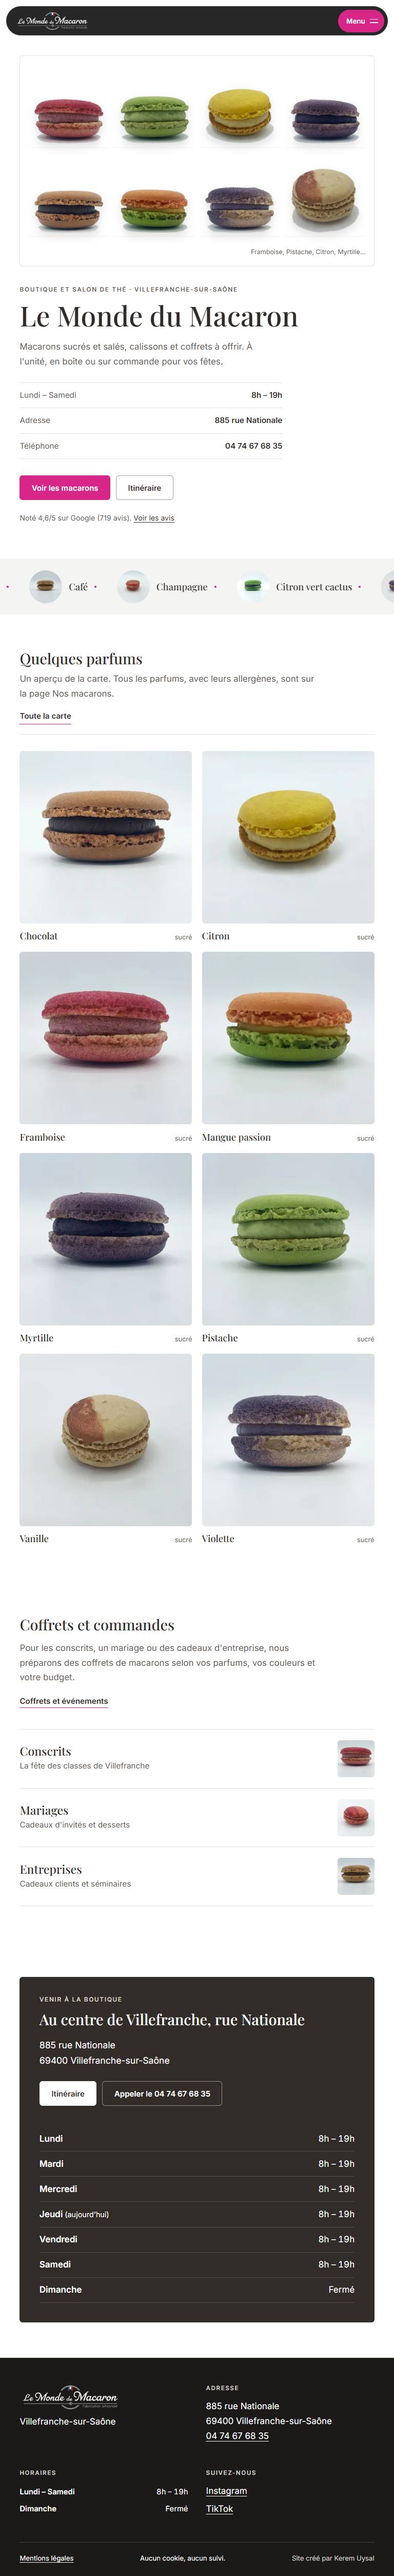 Le Monde du Macaron
Menu
Framboise, Pistache, Citron, Myrtille...
BOUTIQUE ET SALON DE THÉ · VILLEFRANCHE-SUR-SAÔNE
Le Monde du Macaron
Macarons sucrés et salés, calissons et coffrets à offrir. À
l'unité, en boîte ou sur commande pour vos fêtes.
Lundi – Samedi 8h – 19h
Adresse 885 rue Nationale
Téléphone 04 74 67 68 35
Voir les macarons Itinéraire
Noté 4,6/5 sur Google (719 avis). Voir les avis
Café • Champagne • Citron vert cactus •
Quelques parfums
Un aperçu de la carte. Tous les parfums, avec leurs allergènes, sont sur
la page Nos macarons.
Toute la carte
Chocolat sucré Citron sucré
Framboise sucré Mangue passion sucré
Myrtille sucré Pistache sucré
Vanille sucré Violette sucré
Coffrets et commandes
Pour les conscrits, un mariage ou des cadeaux d'entreprise, nous
préparons des coffrets de macarons selon vos parfums, vos couleurs et
votre budget.
Coffrets et événements
Conscrits
La fête des classes de Villefranche
Mariages
Cadeaux d'invités et desserts
Entreprises
Cadeaux clients et séminaires
VENIR À LA BOUTIQUE
Au centre de Villefranche, rue Nationale
885 rue Nationale
69400 Villefranche-sur-Saône
Itinéraire Appeler le 04 74 67 68 35
Lundi 8h – 19h
Mardi 8h – 19h
Mercredi 8h – 19h
Jeudi (aujourd'hui) 8h – 19h
Vendredi 8h – 19h
Samedi 8h – 19h
Dimanche Fermé
Le Monde du Macaron
Villefranche-sur-Saône
ADRESSE
885 rue Nationale
69400 Villefranche-sur-Saône
04 74 67 68 35
HORAIRES
Lundi – Samedi 8h – 19h
Dimanche Fermé
SUIVEZ-NOUS
Instagram
TikTok
Mentions légales Aucun cookie, aucun suivi. Site créé par Kerem Uysal